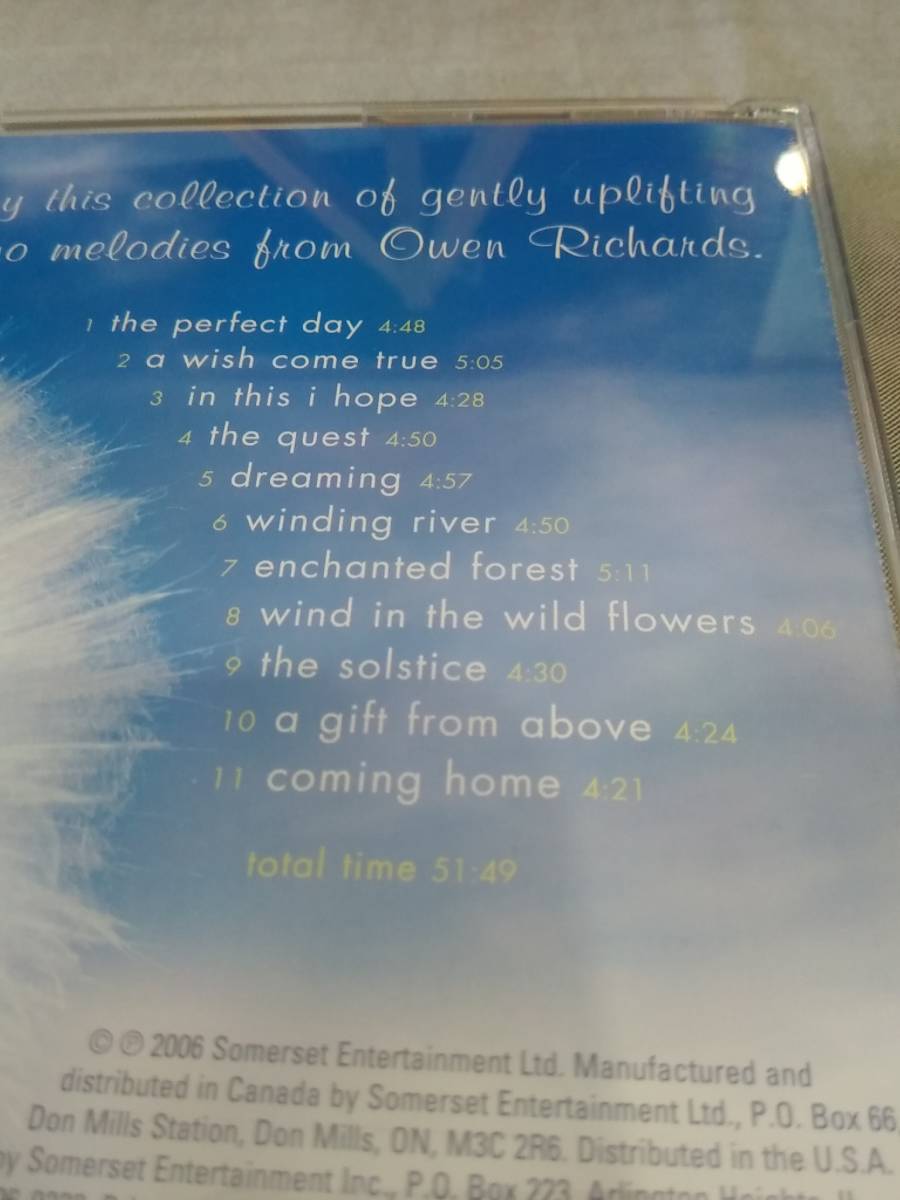 y this collection of gently uplifting
o melodies from Owen Richards.
1 the perfect day 4:48
2 a wish come true 5:05
3 in this i hope 4:28
4 the quest 4:50
5 dreaming 4:57
6 winding river 4:50
7 enchanted forest 5:11
8 wind in the wild flowers 4:06
9 the solstice 4:30
10 a gift from above 4:24
11 coming home 4:21
total time 51:49
© ℗ 2006 Somerset Entertainment Ltd. Manufactured and
distributed in Canada by Somerset Entertainment Ltd., P.O. Box 66,
Don Mills Station, Don Mills, ON, M3C 2R6. Distributed in the U.S.A.
by Somerset Entertainment Inc., P.O. Box 223, Arlington